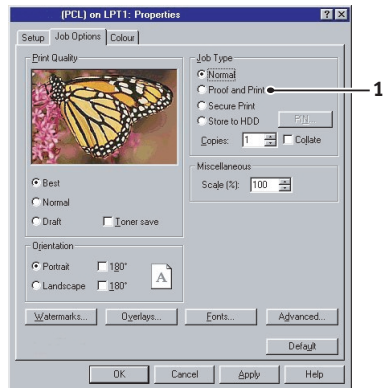 (PCL) on LPT1: Properties
Setup Job Options Colour
Print Quality
Best
Normal
Draft Toner save
Orientation
Portrait 180°
Landscape 180°
A
Job Type
Normal
Proof and Print
1
Secure Print
Store to HDD PIN...
Copies: 1 Collate
Miscellaneous
Scale (%): 100
Watermarks... Overlays... Fonts... Advanced...
Default
OK Cancel Apply Help